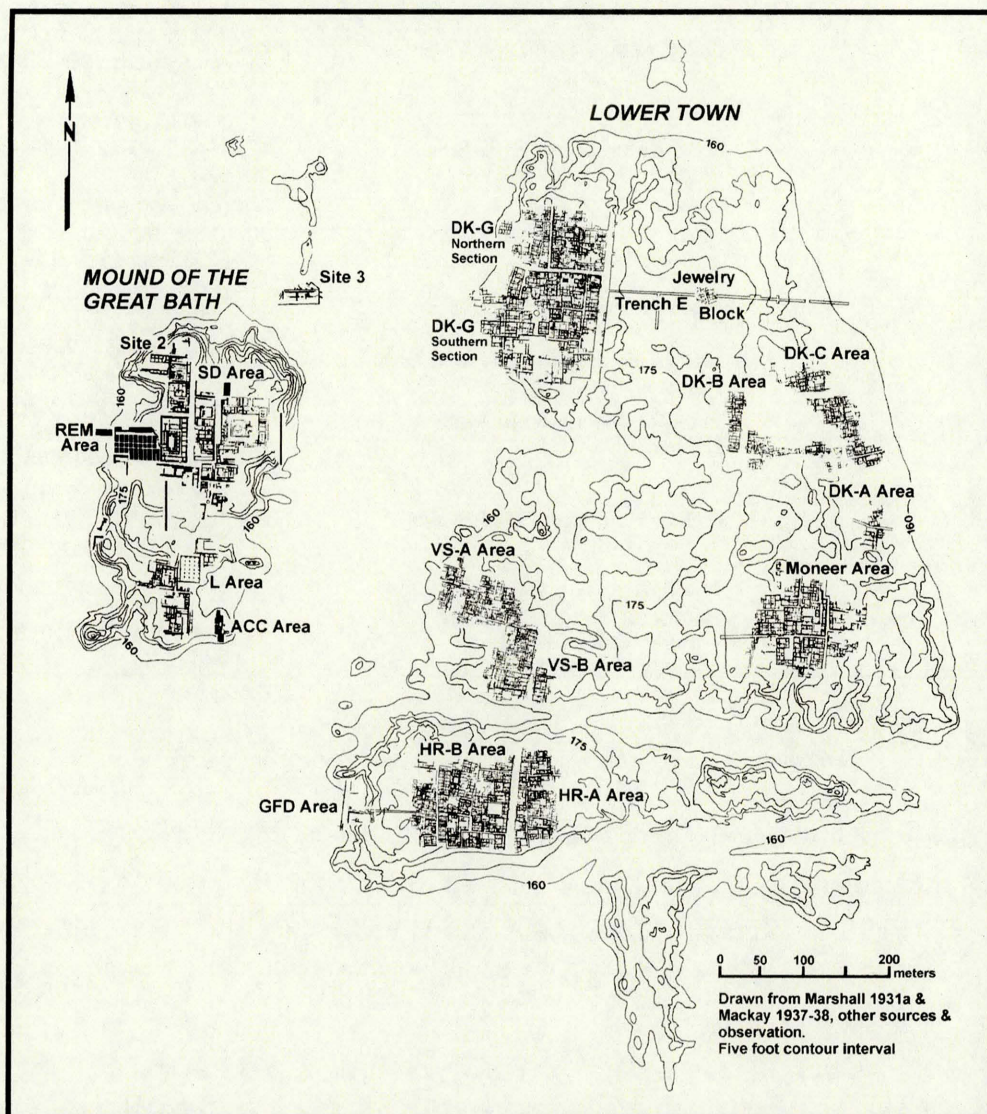 N
LOWER TOWN
160
DK-G
Northern
Section
Jewelry
Trench E
Block
Site 3
MOUND OF THE
GREAT BATH
DK-G
Southern
Section
Site 2
SD Area
160
DK-C Area
175
DK-B Area
REM
Area
175
DK-A Area
160
160
160
VS-A Area
Moneer Area
L Area
175
ACC Area
160
VS-B Area
HR-B Area
175
GFD Area
HR-A Area
160
160
0 50 100 200
meters
Drawn from Marshall 1931a &
Mackay 1937-38, other sources &
observation.
Five foot contour interval